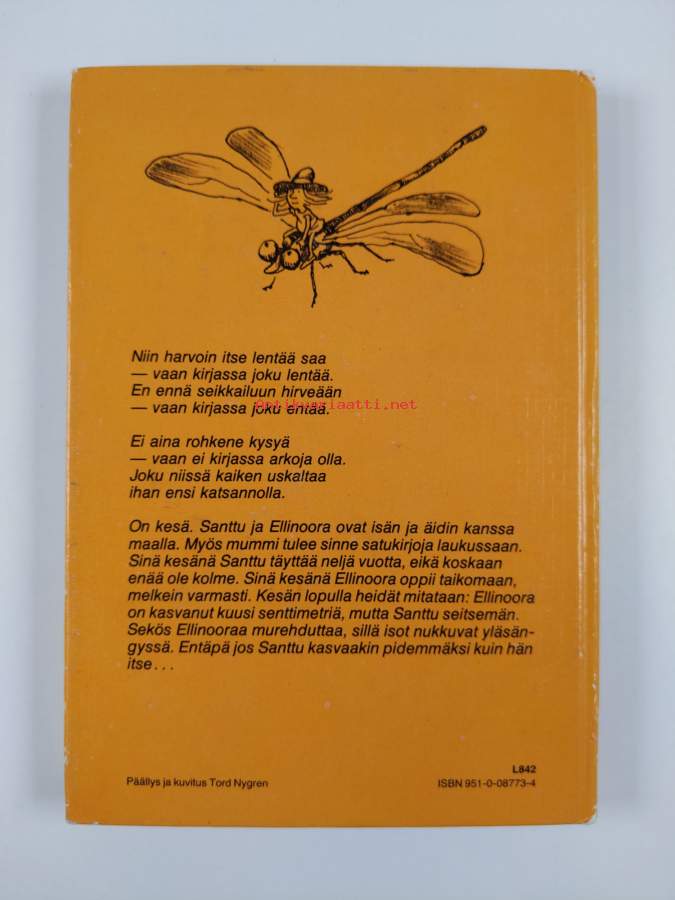 Niin harvoin itse lentää saa
— vaan kirjassa joku lentää.
En ennä seikkailuun hirveään
— vaan kirjassa joku entää.
antikvariaatti.net
Ei aina rohkene kysyä
— vaan ei kirjassa arkoja olla.
Joku niissä kaiken uskaltaa
ihan ensi katsannolla.
On kesä. Santtu ja Ellinoora ovat isän ja äidin kanssa
maalla. Myös mummi tulee sinne satukirjoja laukussaan.
Sinä kesänä Santtu täyttää neljä vuotta, eikä koskaan
enää ole kolme. Sinä kesänä Ellinoora oppii taikomaan,
melkein varmasti. Kesän lopulla heidät mitataan: Ellinoora
on kasvanut kuusi senttimetriä, mutta Santtu seitsemän.
Sekös Ellinooraa murehduttaa, sillä isot nukkuvat yläsän-
gyssä. Entäpä jos Santtu kasvaakin pidemmäksi kuin hän
itse . . .
L842
Päällys ja kuvitus Tord Nygren
ISBN 951-0-08773-4